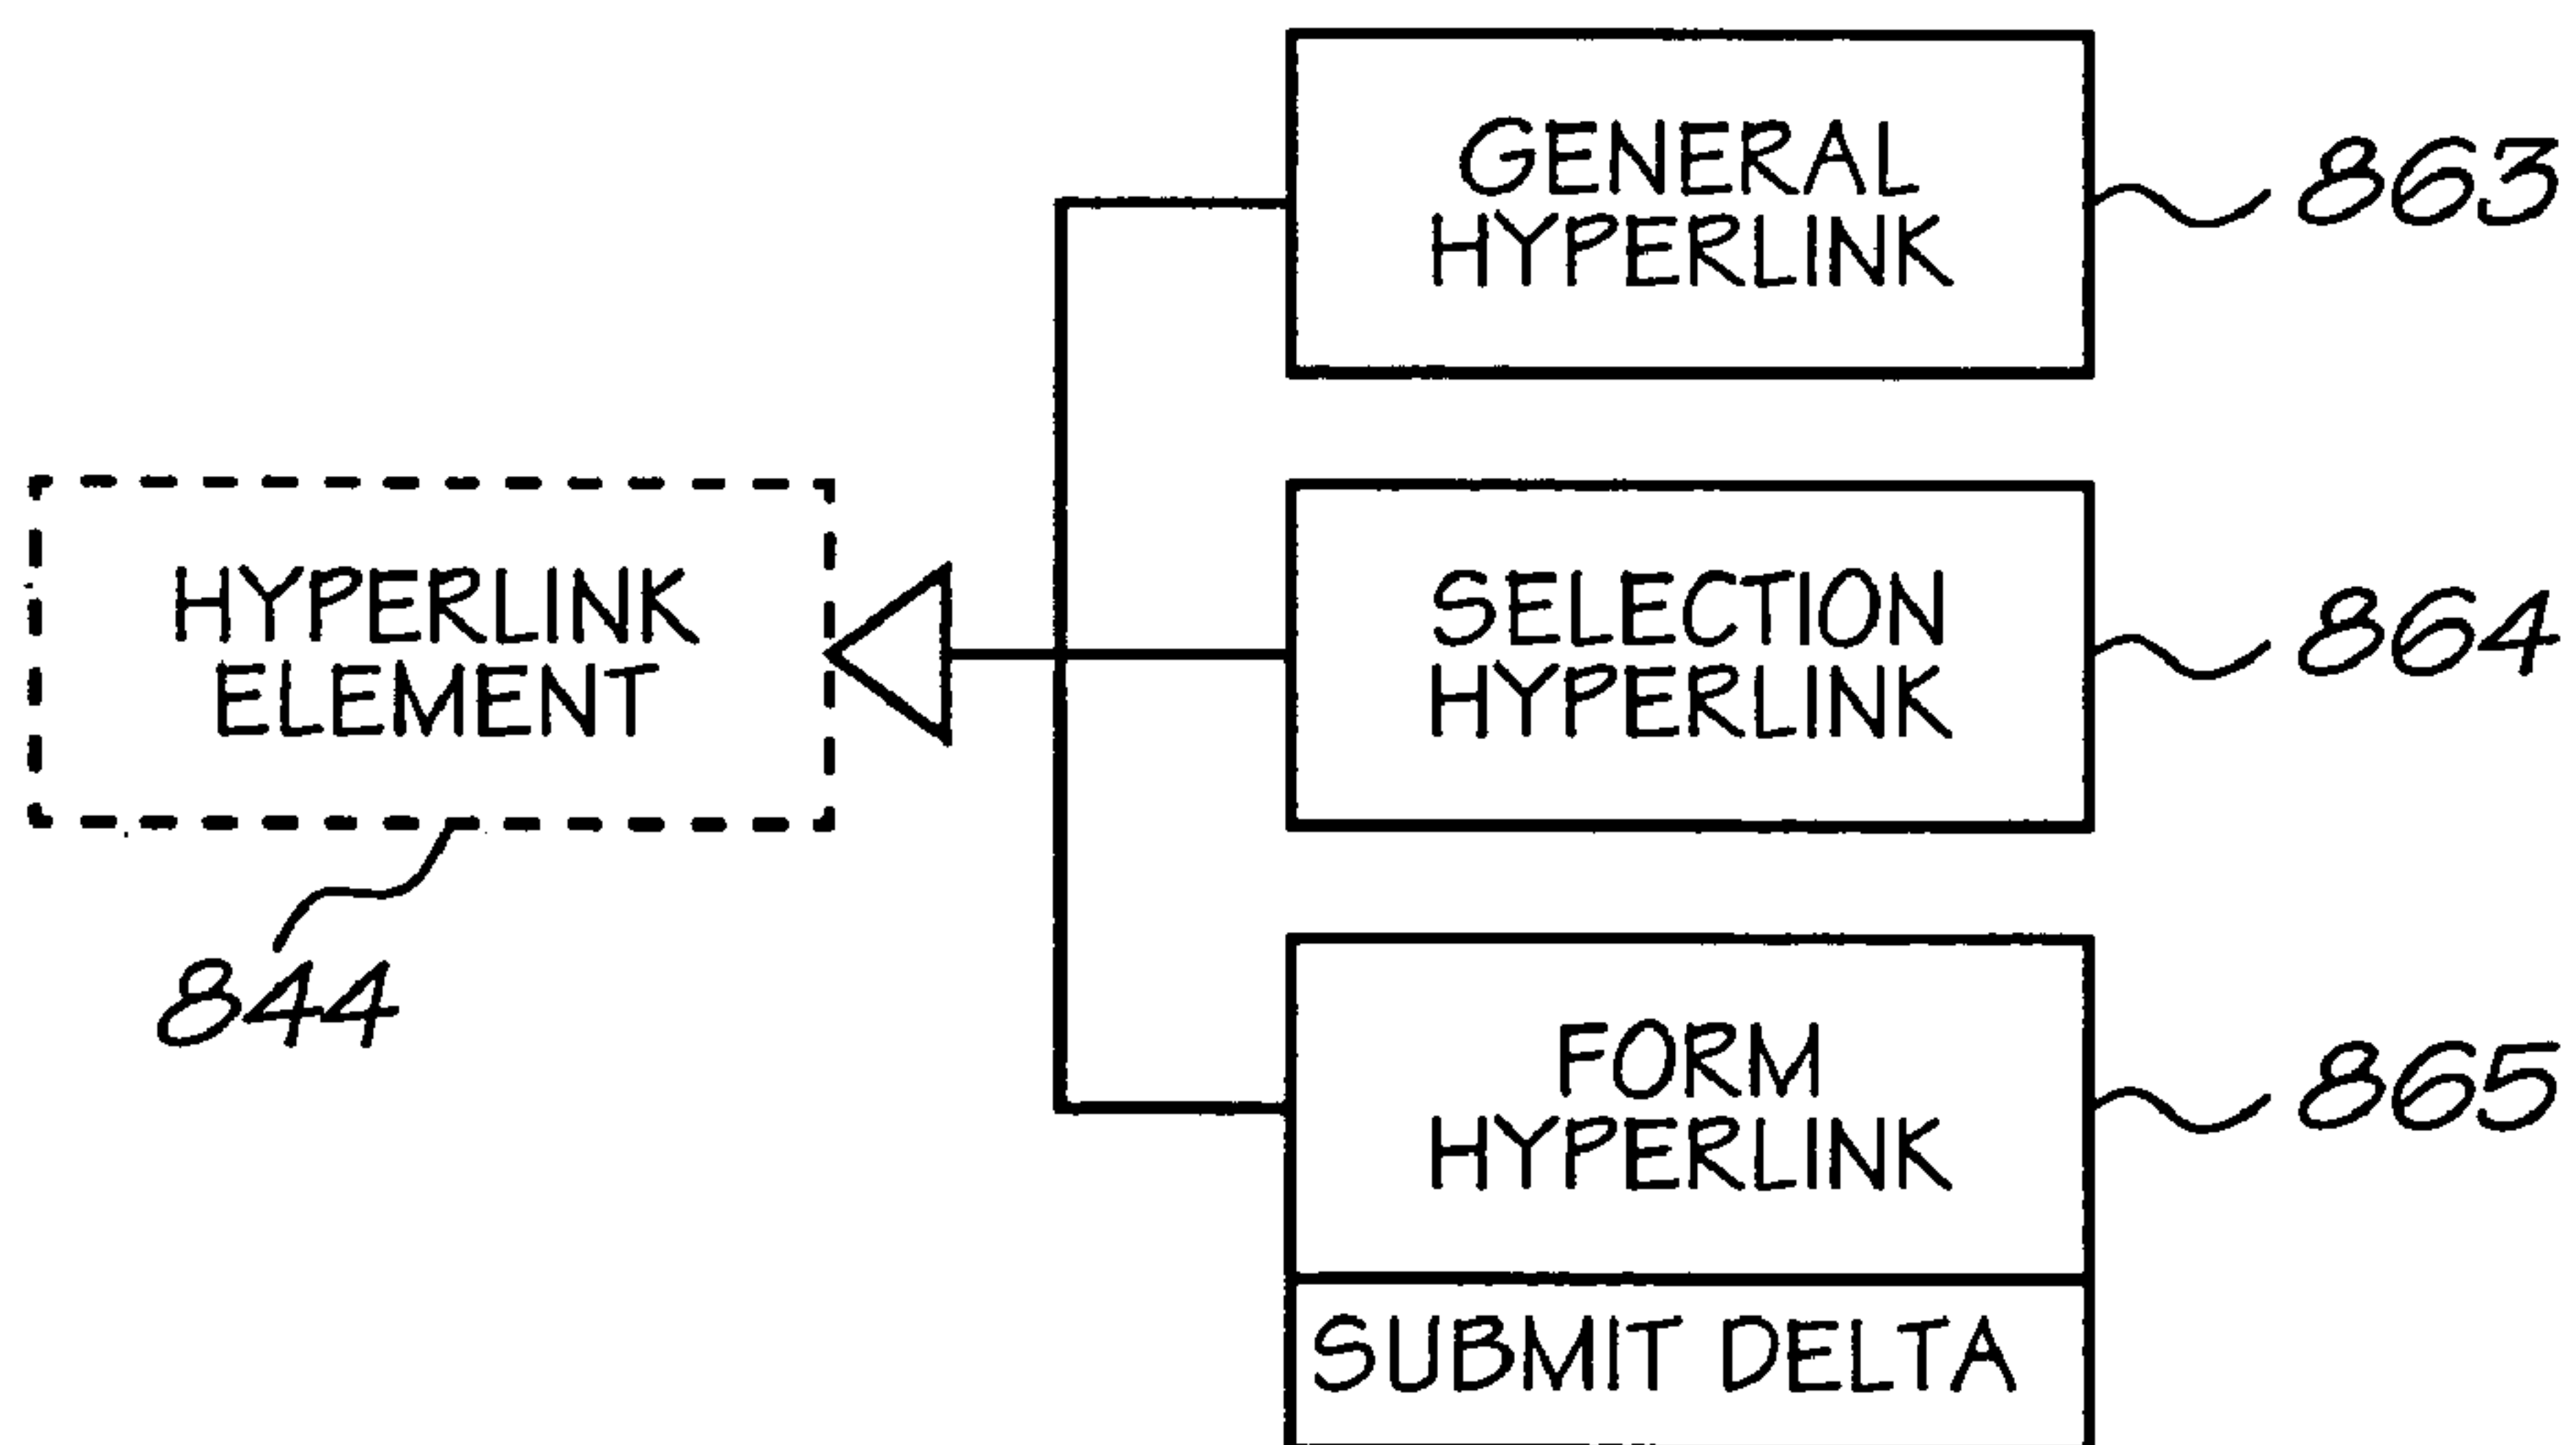 GENERAL
HYPERLINK
863
HYPERLINK
ELEMENT
844
SELECTION
HYPERLINK
864
FORM
HYPERLINK
865
SUBMIT DELTA